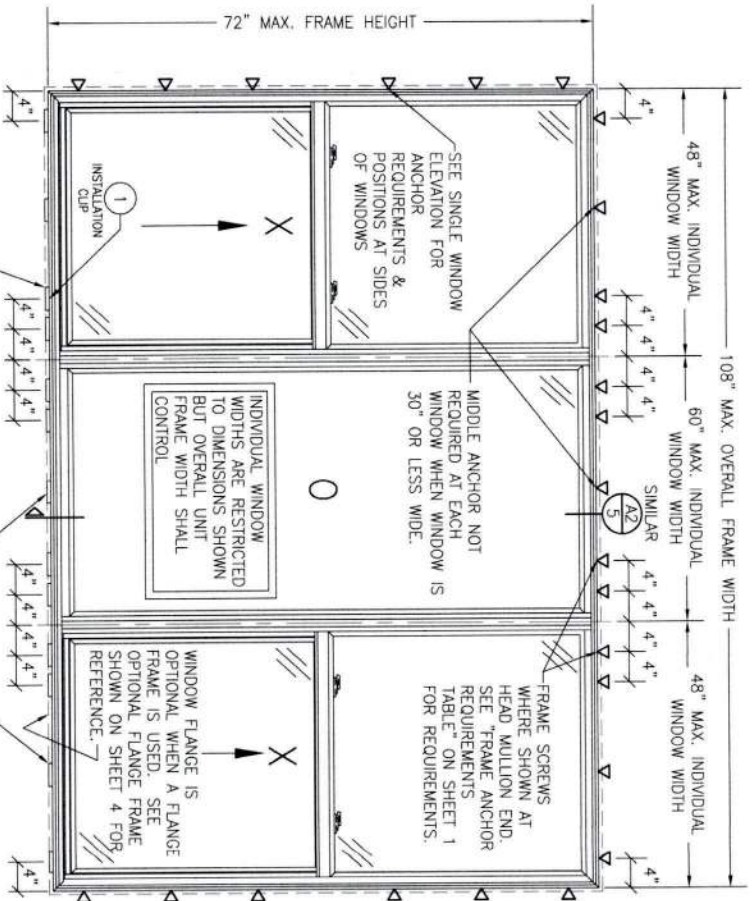 108" MAX. OVERALL FRAME WIDTH
48" MAX. INDIVIDUAL
WINDOW WIDTH
60" MAX. INDIVIDUAL
WINDOW WIDTH
48" MAX. INDIVIDUAL
WINDOW WIDTH
4"
4"
4"
4"
4"
SIMILAR
A2
5
4"
4"
4"
4"
4"
72" MAX. FRAME HEIGHT
SEE SINGLE WINDOW
ELEVATION FOR
ANCHOR
REQUIREMENTS &
POSITIONS AT SIDES
OF WINDOWS
MIDDLE ANCHOR NOT
REQUIRED AT EACH
WINDOW WHEN WINDOW IS
30" OR LESS WIDE.
FRAME SCREWS
WHERE SHOWN AT
HEAD MULLION END.
SEE "FRAME ANCHOR
REQUIREMENTS
TABLE" ON SHEET 1
FOR REQUIREMENTS.
X
O
X
1
INSTALLATION
CLIP
INDIVIDUAL WINDOW
WIDTHS ARE RESTRICTED
TO DIMENSIONS SHOWN
BUT OVERALL UNIT
FRAME WIDTH SHALL
CONTROL
WINDOW FLANGE IS
OPTIONAL WHEN A FLANGE
FRAME IS USED. SEE
OPTIONAL FLANGE FRAME
SHOWN ON SHEET 4 FOR
REFERENCE.
4"
4"
4"
4"
4"
4"
4"
4"
4"
4"